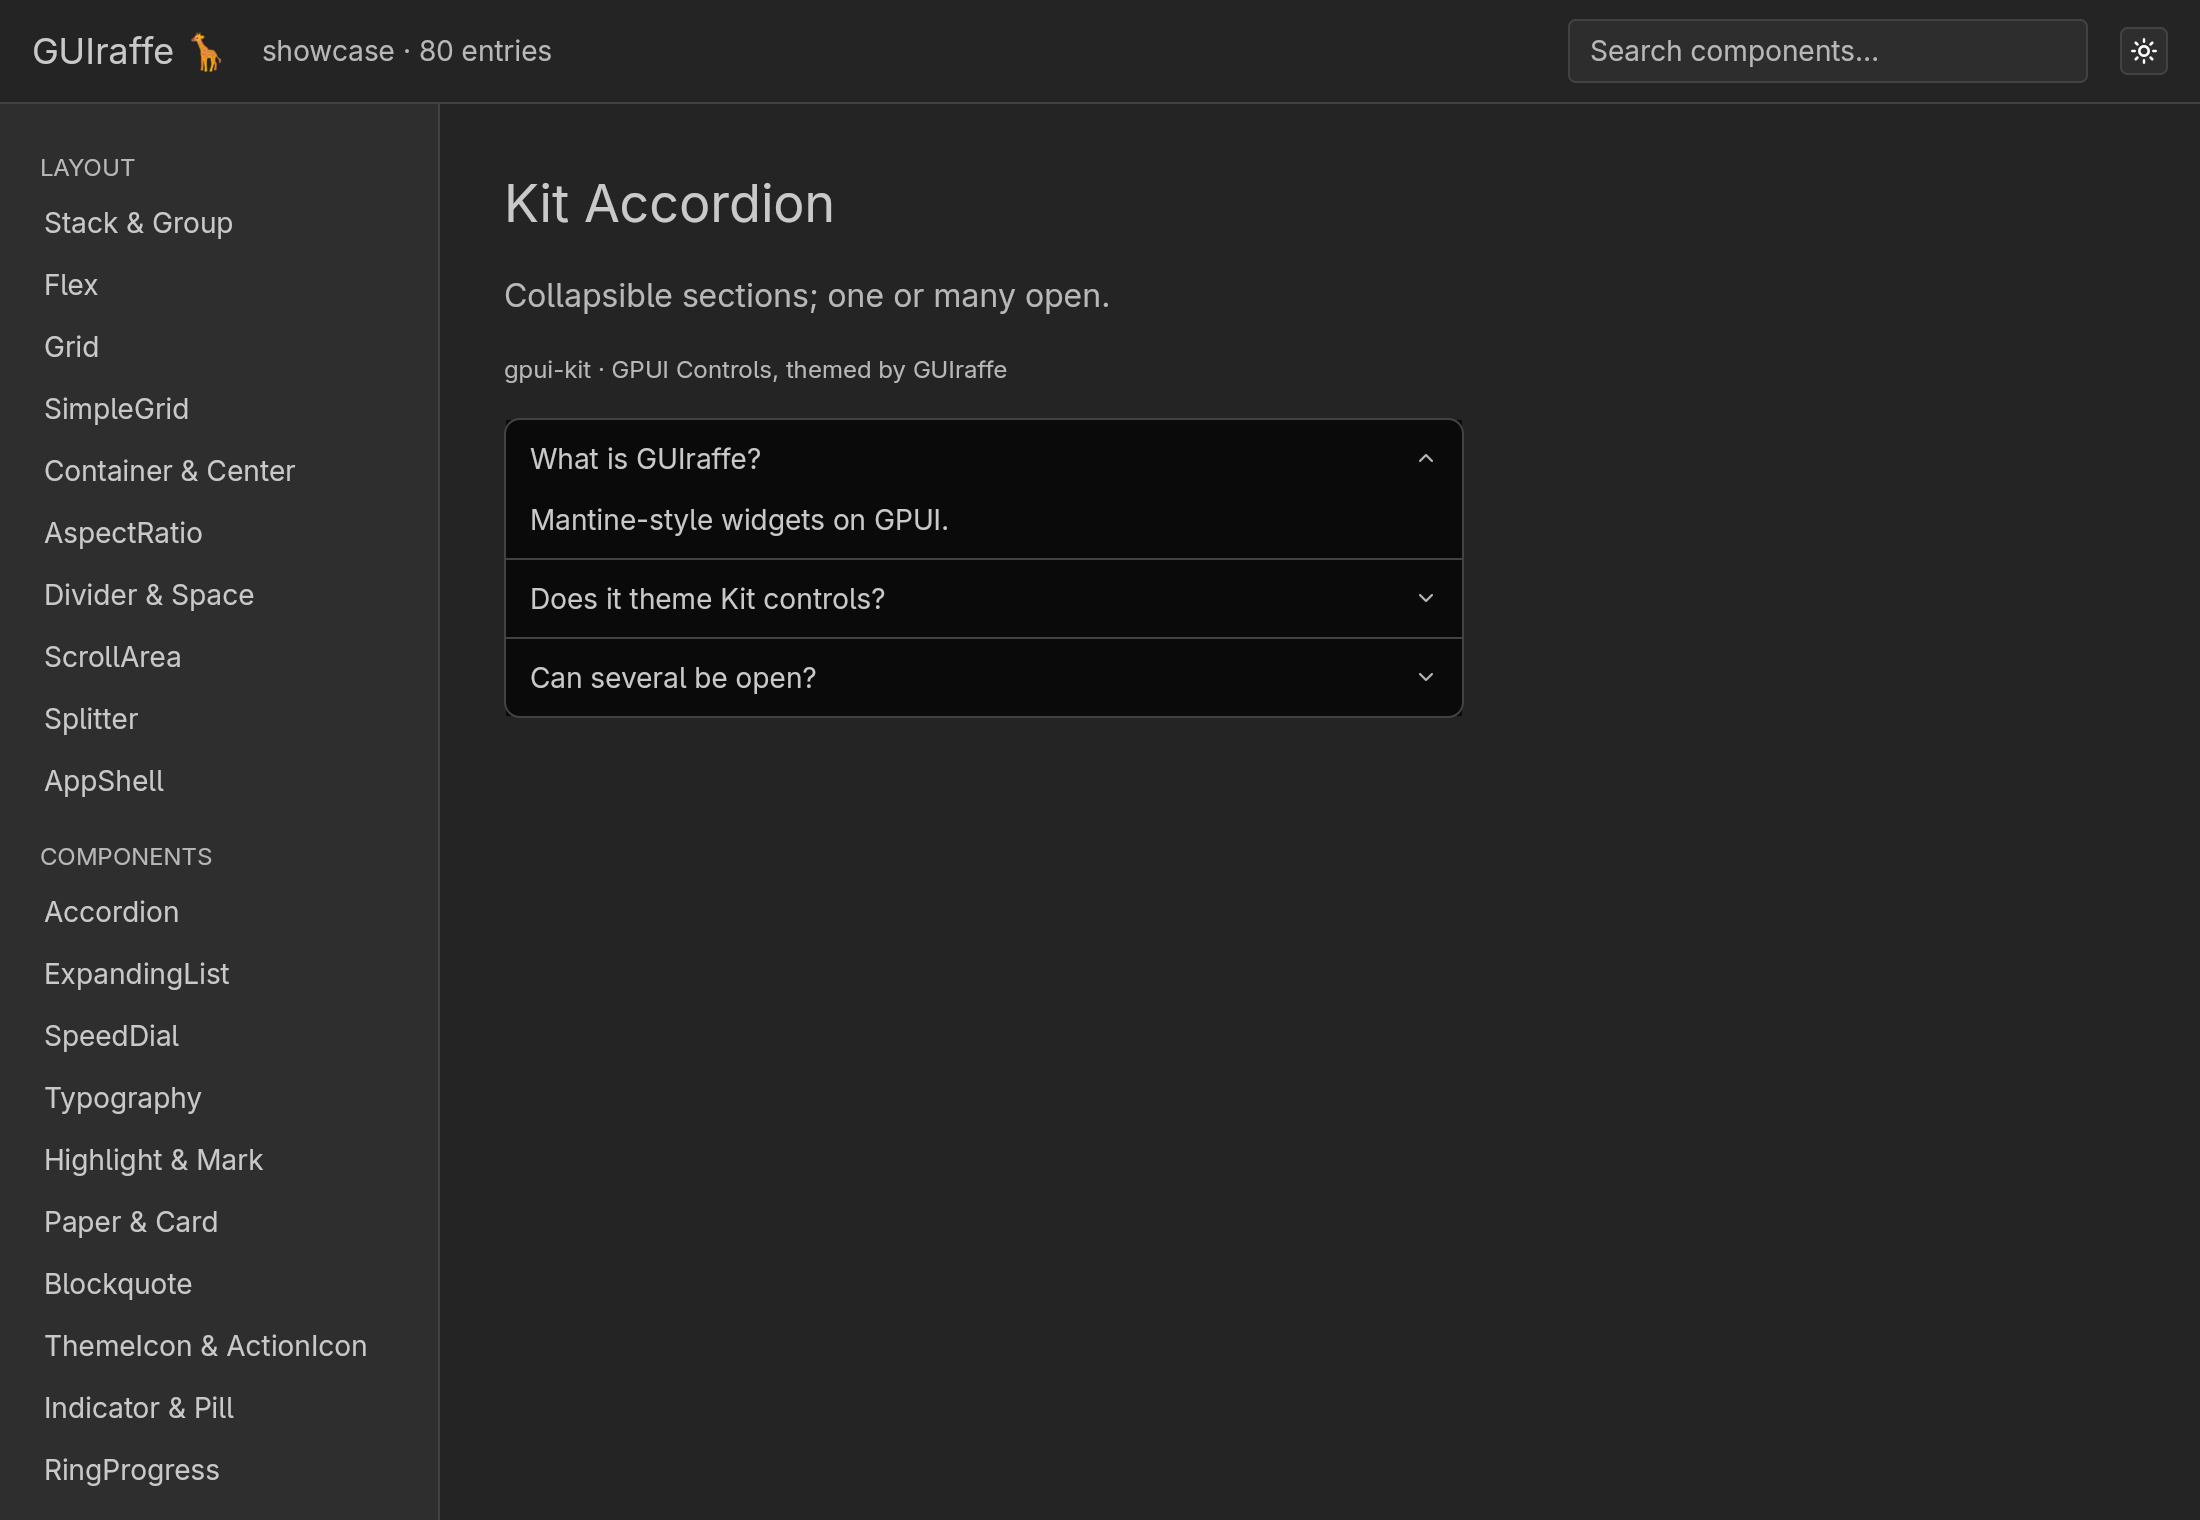 GUIraffe 🦒 showcase · 80 entries
Search components...
LAYOUT
Stack & Group
Flex
Grid
SimpleGrid
Container & Center
AspectRatio
Divider & Space
ScrollArea
Splitter
AppShell
COMPONENTS
Accordion
ExpandingList
SpeedDial
Typography
Highlight & Mark
Paper & Card
Blockquote
ThemeIcon & ActionIcon
Indicator & Pill
RingProgress
Kit Accordion
Collapsible sections; one or many open.
gpui-kit · GPUI Controls, themed by GUIraffe
What is GUIraffe?
Mantine-style widgets on GPUI.
Does it theme Kit controls?
Can several be open?